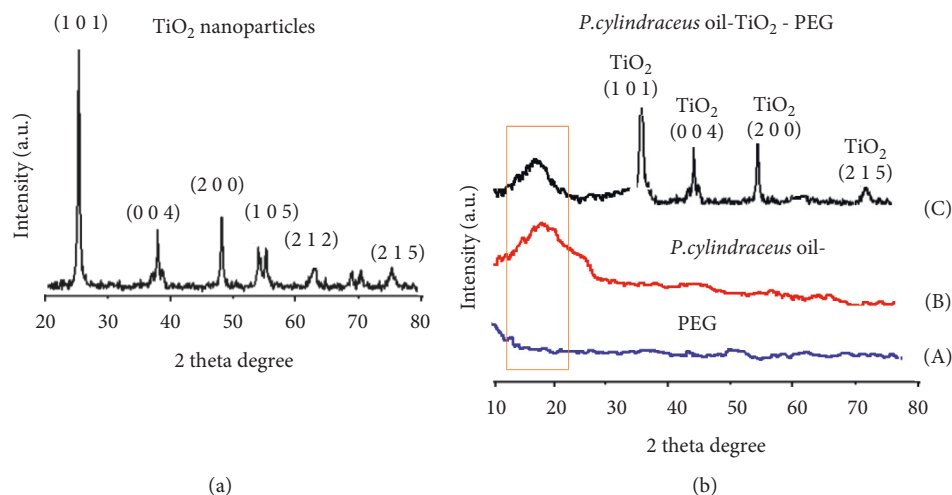 TiO2 nanoparticles
(1 0 1)
(0 0 4)
(2 0 0)
(1 0 5)
(2 1 2)
(2 1 5)
Intensity (a.u.)
20 30 40 50 60 70 80
2 theta degree
(a)
P.cylindraceus oil-TiO2 - PEG
TiO2
(1 0 1)
TiO2
(0 0 4)
TiO2
(2 0 0)
TiO2
(2 1 5)
(C)
P.cylindraceus oil-
(B)
PEG
(A)
Intensity (a.u.)
10 20 30 40 50 60 70 80
2 theta degree
(b)